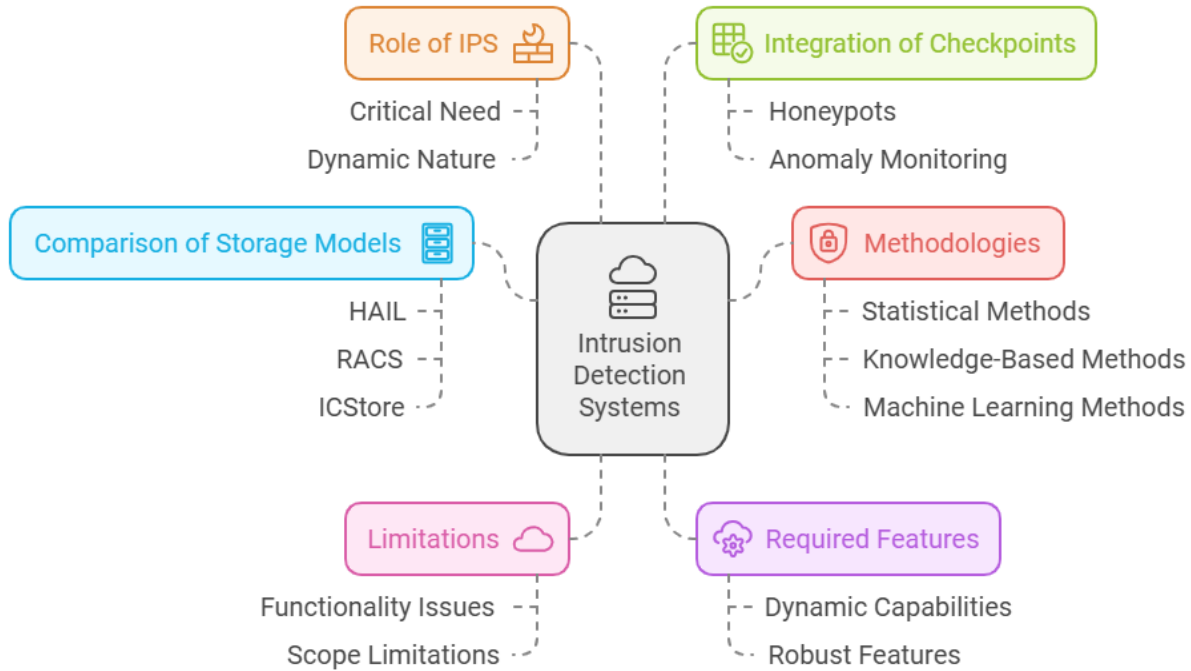 Role of IPS
Critical Need
Dynamic Nature
Integration of Checkpoints
Honeypots
Anomaly Monitoring
Comparison of Storage Models
HAIL
RACS
ICStore
Intrusion
Detection
Systems
Methodologies
Statistical Methods
Knowledge-Based Methods
Machine Learning Methods
Limitations
Functionality Issues
Scope Limitations
Required Features
Dynamic Capabilities
Robust Features